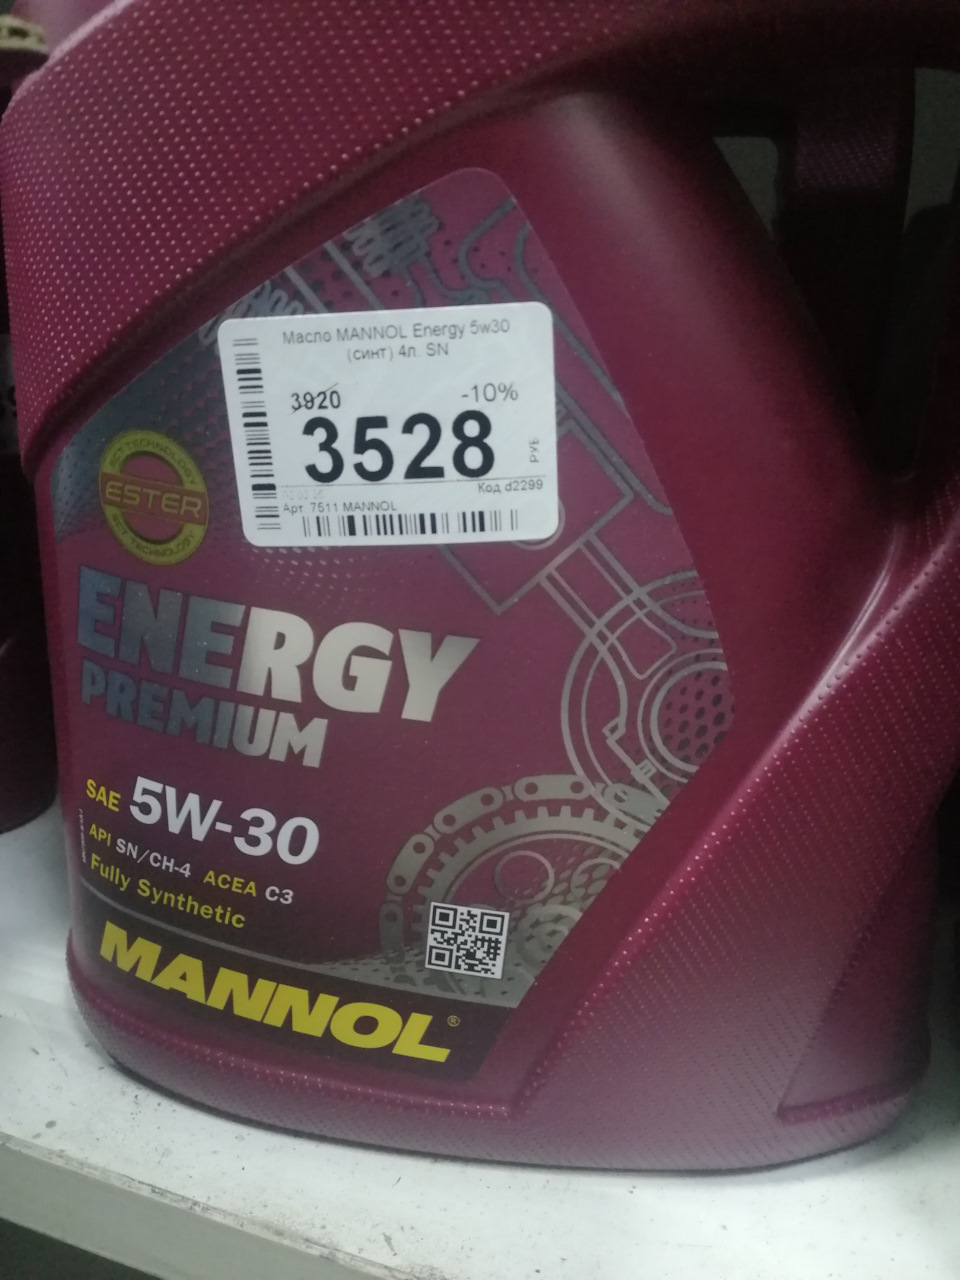 Масло MANNOL Energy 5w30
(синт) 4л. SN
3920 -10%
3528 РУБ
Код d2299
Арт. 7511 MANNOL
ESTER
ENERGY
PREMIUM
SAE 5W-30
API SN/CH-4 ACEA C3
Fully Synthetic
MANNOL®